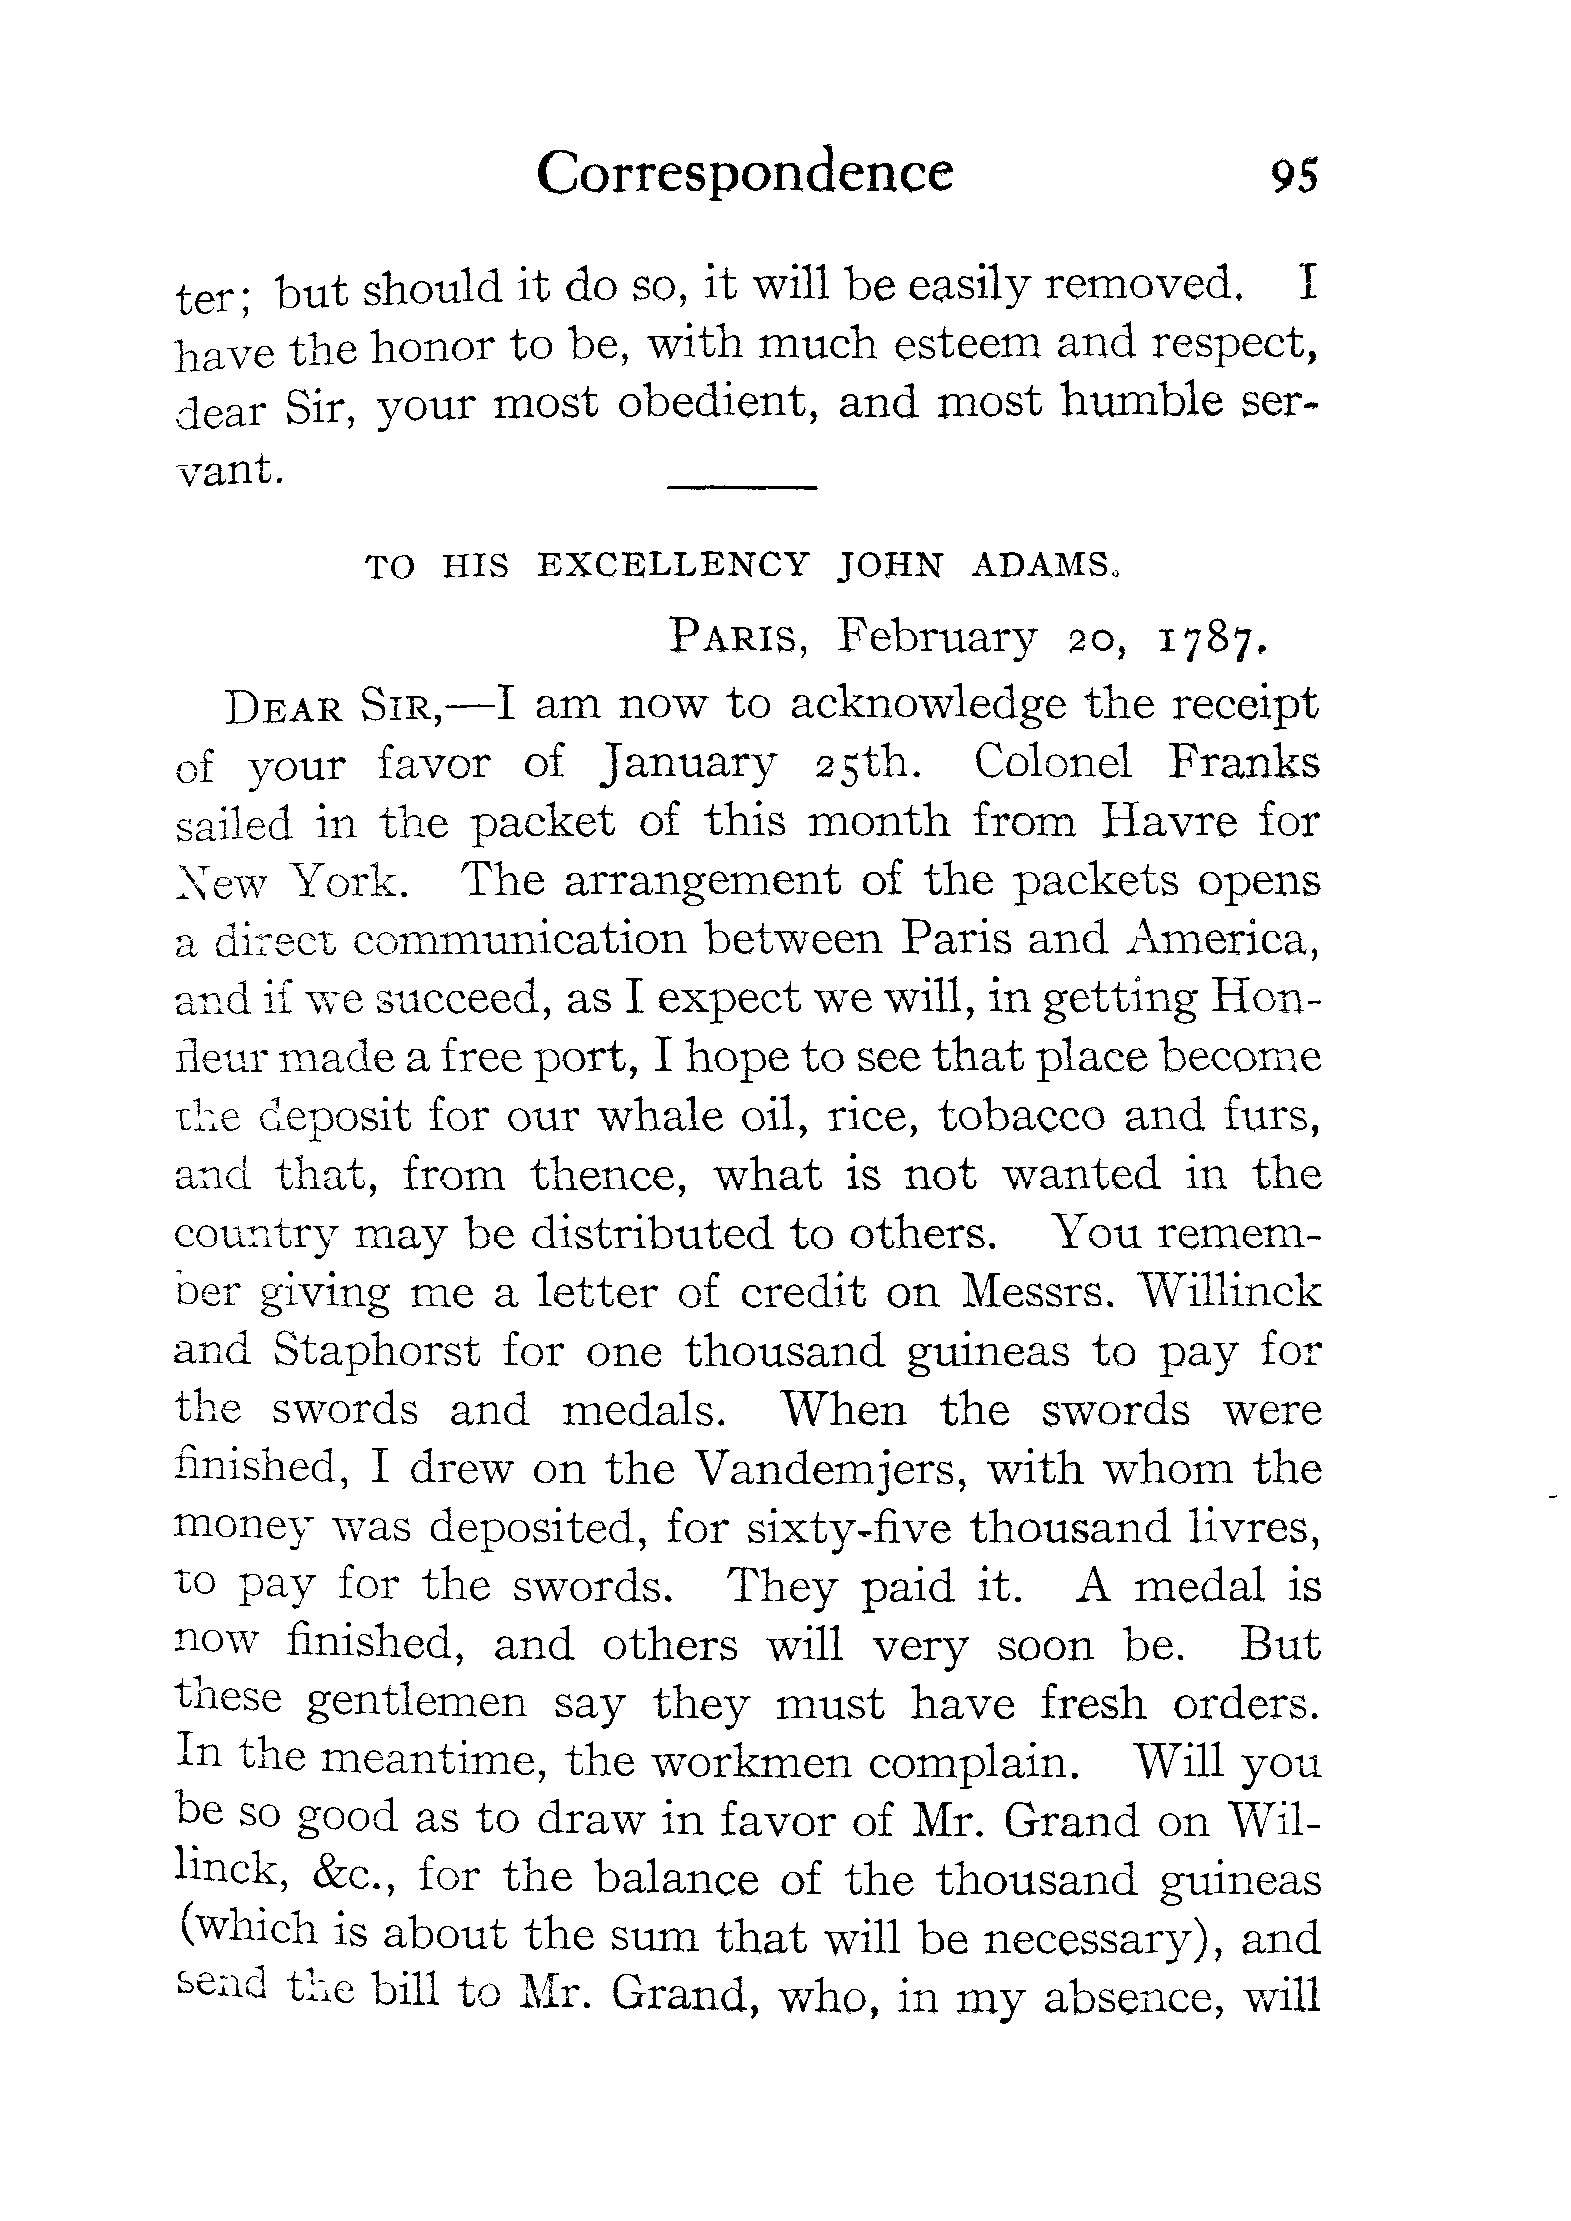 Correspondence 95
ter; but should it do so, it will be easily removed. I
have the honor to be, with much esteem and respect,
dear Sir, your most obedient, and most humble ser-
vant.
TO HIS EXCELLENCY JOHN ADAMS.
PARIS, February 20, 1787.
DEAR SIR,—I am now to acknowledge the receipt
of your favor of January 25th. Colonel Franks
sailed in the packet of this month from Havre for
New York. The arrangement of the packets opens
a direct communication between Paris and America,
and if we succeed, as I expect we will, in getting Hon-
fleur made a free port, I hope to see that place become
the deposit for our whale oil, rice, tobacco and furs,
and that, from thence, what is not wanted in the
country may be distributed to others. You remem-
ber giving me a letter of credit on Messrs. Willinck
and Staphorst for one thousand guineas to pay for
the swords and medals. When the swords were
finished, I drew on the Vandemjers, with whom the
money was deposited, for sixty-five thousand livres,
to pay for the swords. They paid it. A medal is
now finished, and others will very soon be. But
these gentlemen say they must have fresh orders.
In the meantime, the workmen complain. Will you
be so good as to draw in favor of Mr. Grand on Wil-
linck, &c., for the balance of the thousand guineas
(which is about the sum that will be necessary), and
send the bill to Mr. Grand, who, in my absence, will